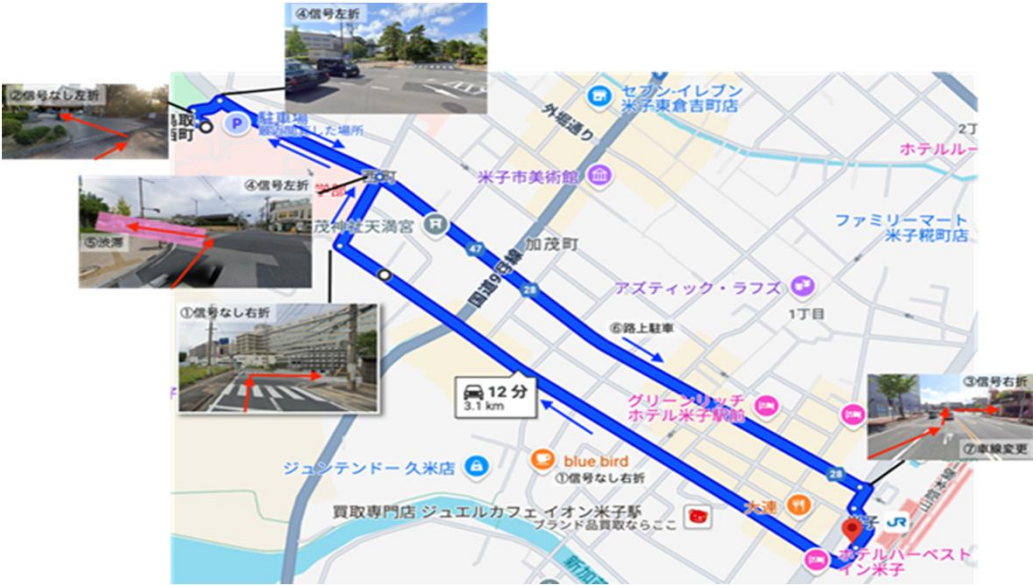 ④信号左折
②信号なし左折
鳥取
西町
駐車場
セブン-イレブン
米子東倉吉町店
外堀通り
2丁
ホテルルー
④信号左折
⑤渋滞
西町
米子市美術館
茂神社天満宮
47
加茂町
国道9号線
28
ファミリーマート
米子糀町店
アズティック・ラフズ
1丁目
①信号なし右折
⑥路上駐車
12 分
3.1 km
グリーンリッチ
ホテル米子駅前
③信号右折
⑦車線変更
28
ジュンテンドー 久米店
blue bird
①信号なし右折
大連
買取専門店 ジュエルカフェ イオン米子駅
ブランド品買取ならここ
JR
ホテルハーベスト
イン米子
新加